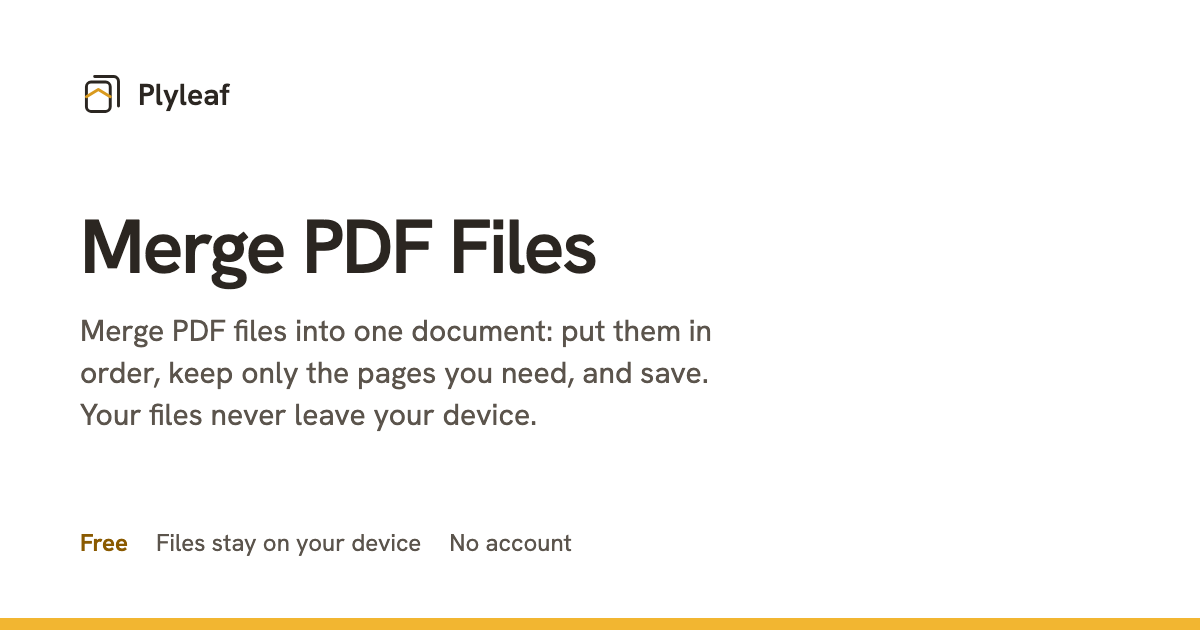 Plyleaf
Merge PDF Files
Merge PDF files into one document: put them in
order, keep only the pages you need, and save.
Your files never leave your device.
Free Files stay on your device No account